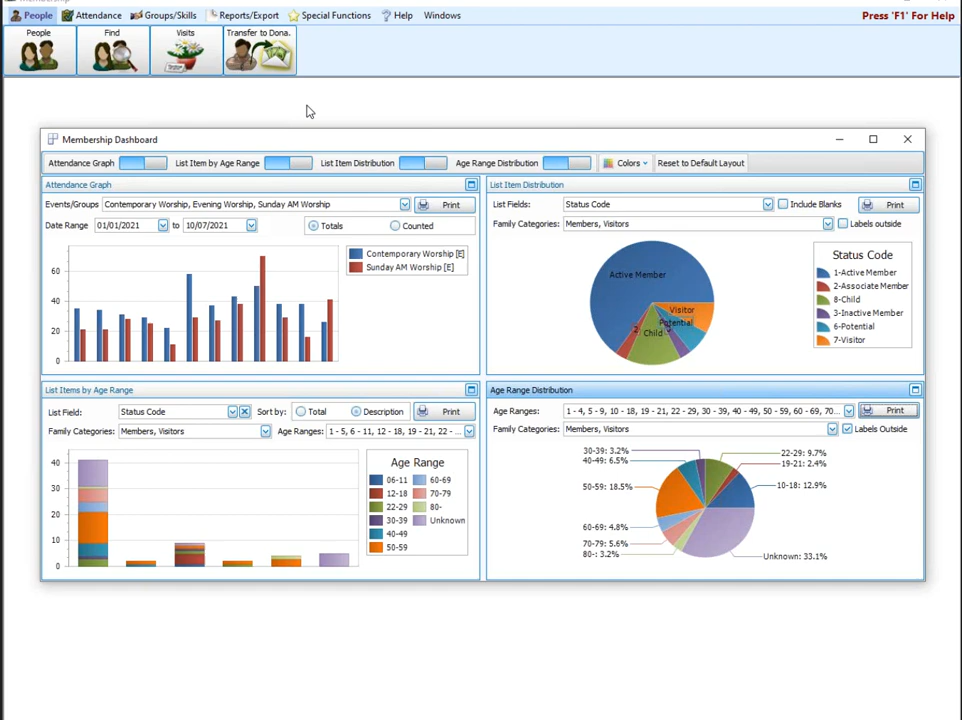 People Attendance Groups/Skills Reports/Export Special Functions Help Windows Press 'F1' For Help
People Find Visits Transfer to Dona.
Membership Dashboard
Attendance Graph List Item by Age Range List Item Distribution Age Range Distribution Colors Reset to Default Layout
Attendance Graph
Events/Groups Contemporary Worship, Evening Worship, Sunday AM Worship Print
Date Range 01/01/2021 to 10/07/2021 Totals Counted
Contemporary Worship [E]
Sunday AM Worship [E]
60
40
20
0
List Item Distribution
List Fields: Status Code Include Blanks Print
Family Categories: Members, Visitors Labels outside
Active Member
Visitor
Potential
Child
2
Status Code
1-Active Member
2-Associate Member
8-Child
3-Inactive Member
6-Potential
7-Visitor
List Items by Age Range
List Field: Status Code Sort by: Total Description Print
Family Categories: Members, Visitors Age Ranges: 1 - 5, 6 - 11, 12 - 18, 19 - 21, 22 - ...
40
30
20
10
0
Age Range
06-11 60-69
12-18 70-79
22-29 80-
30-39 Unknown
40-49
50-59
Age Range Distribution
Age Ranges: 1 - 4, 5 - 9, 10 - 18, 19 - 21, 22 - 29, 30 - 39, 40 - 49, 50 - 59, 60 - 69, 70... Print
Family Categories: Members, Visitors Labels Outside
30-39: 3.2% 22-29: 9.7%
40-49: 6.5% 19-21: 2.4%
50-59: 18.5% 10-18: 12.9%
60-69: 4.8%
70-79: 5.6%
80-: 3.2% Unknown: 33.1%